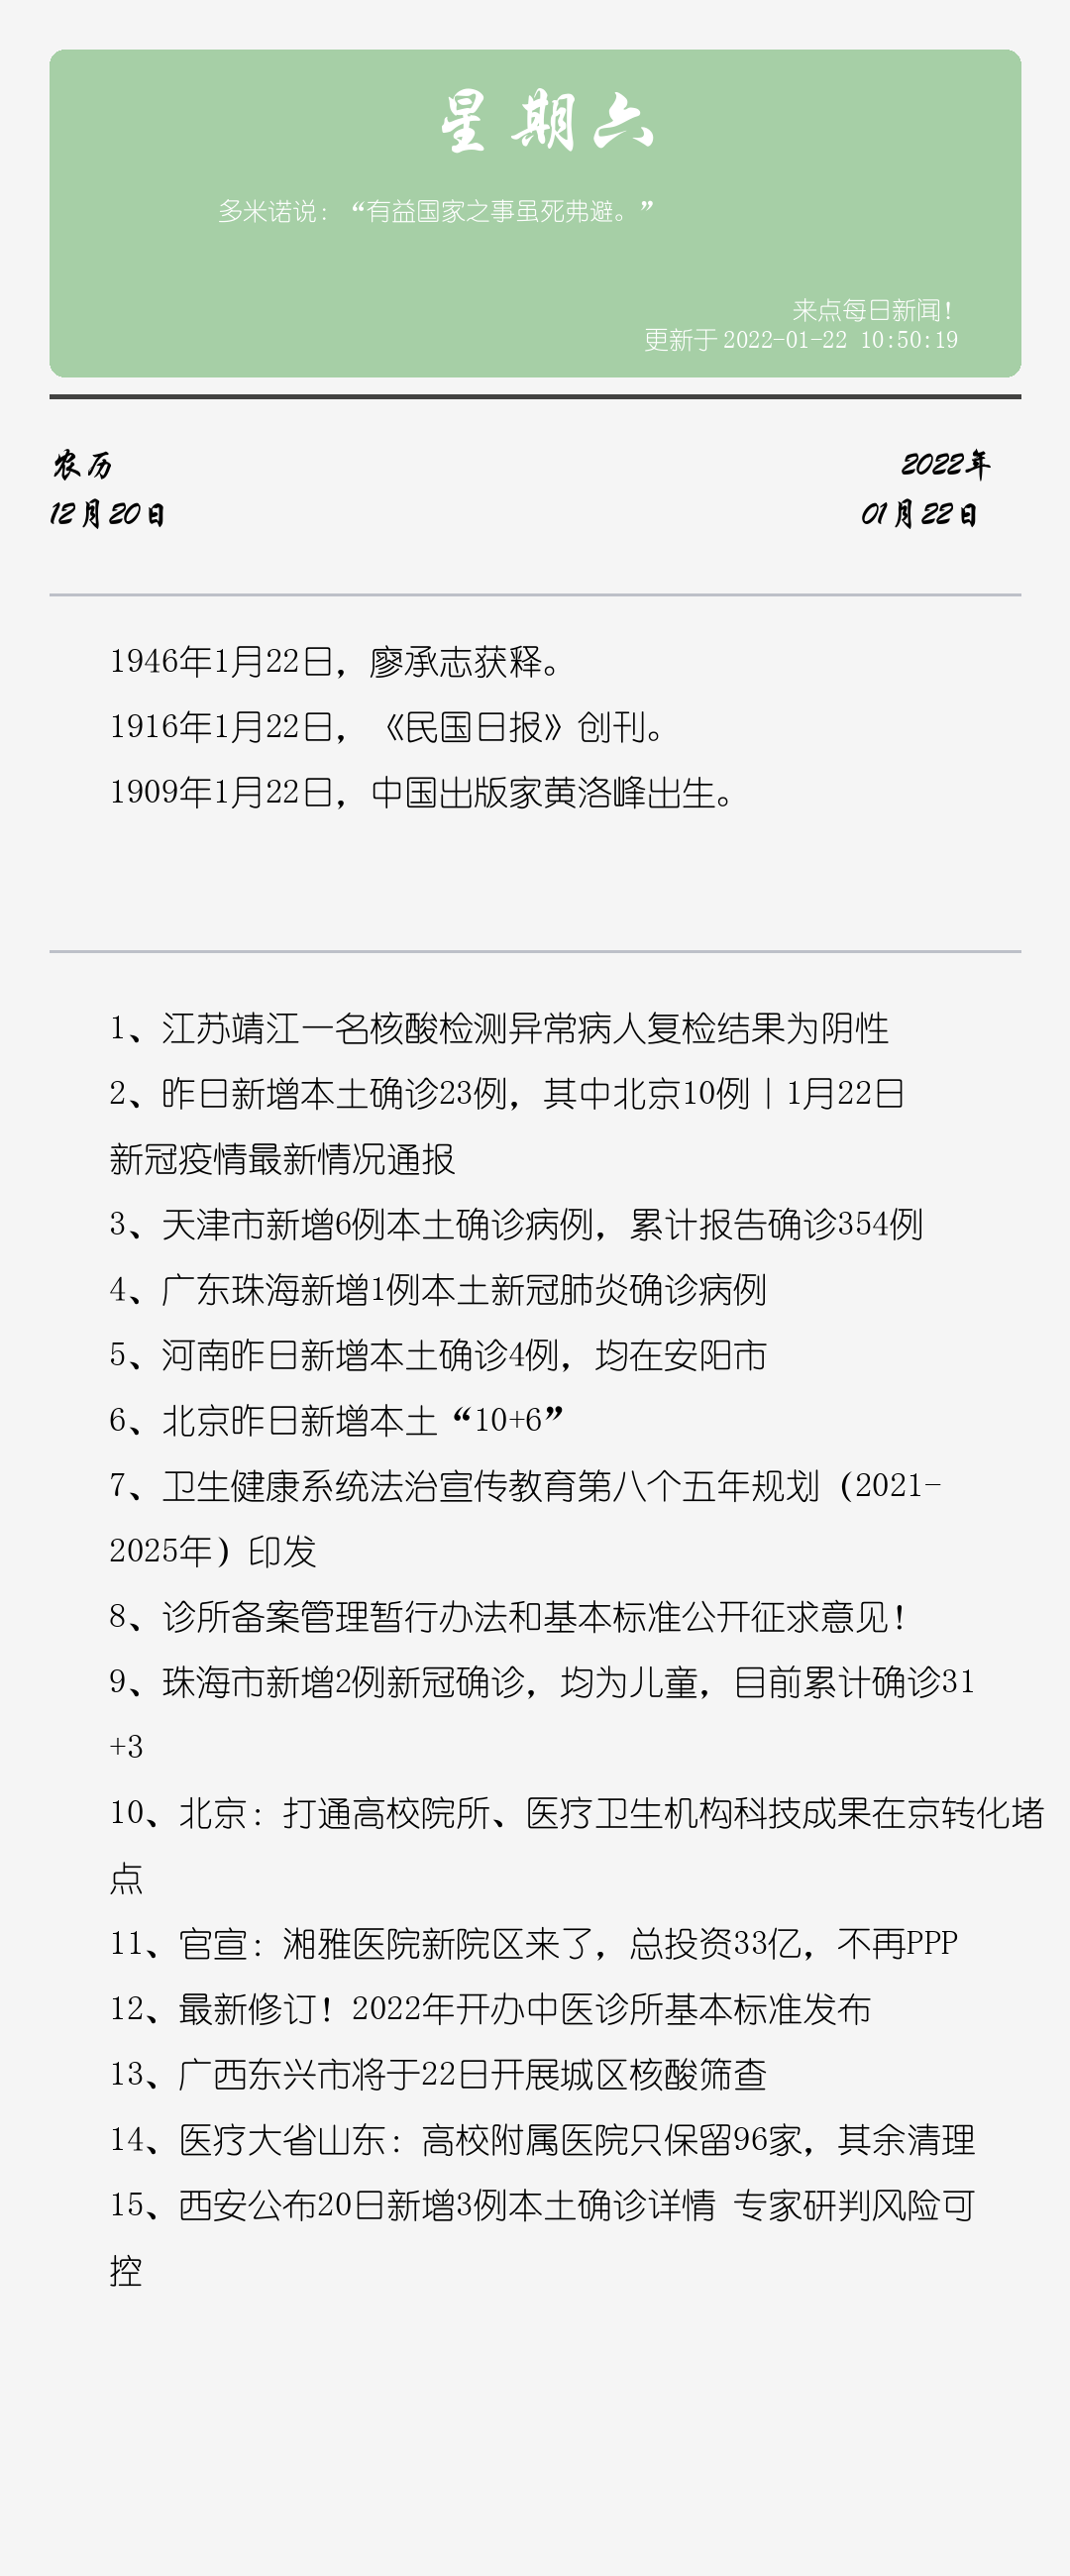 星期六
多米诺说：“有益国家之事虽死弗避。”
来点每日新闻！
更新于 2022-01-22 10:50:19
农历
2022年
12月20日
01月22日
1946年1月22日，廖承志获释。
1916年1月22日，《民国日报》创刊。
1909年1月22日，中国出版家黄洛峰出生。
1、江苏靖江一名核酸检测异常病人复检结果为阴性
2、昨日新增本土确诊23例，其中北京10例丨1月22日
新冠疫情最新情况通报
3、天津市新增6例本土确诊病例，累计报告确诊354例
4、广东珠海新增1例本土新冠肺炎确诊病例
5、河南昨日新增本土确诊4例，均在安阳市
6、北京昨日新增本土“10+6”
7、卫生健康系统法治宣传教育第八个五年规划（2021-
2025年）印发
8、诊所备案管理暂行办法和基本标准公开征求意见！
9、珠海市新增2例新冠确诊，均为儿童，目前累计确诊31
+3
10、北京：打通高校院所、医疗卫生机构科技成果在京转化堵
点
11、官宣：湘雅医院新院区来了，总投资33亿，不再PPP
12、最新修订！2022年开办中医诊所基本标准发布
13、广西东兴市将于22日开展城区核酸筛查
14、医疗大省山东：高校附属医院只保留96家，其余清理
15、西安公布20日新增3例本土确诊详情 专家研判风险可
控